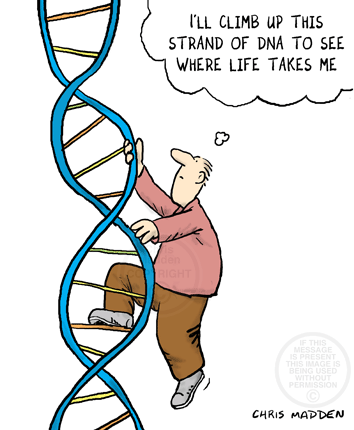 I'LL CLIMB UP THIS
STRAND OF DNA TO SEE
WHERE LIFE TAKES ME
COPYRIGHT
IF THIS
MESSAGE
IS PRESENT
THIS IMAGE IS
BEING USED
WITHOUT
PERMISSION
©
CHRIS MADDEN